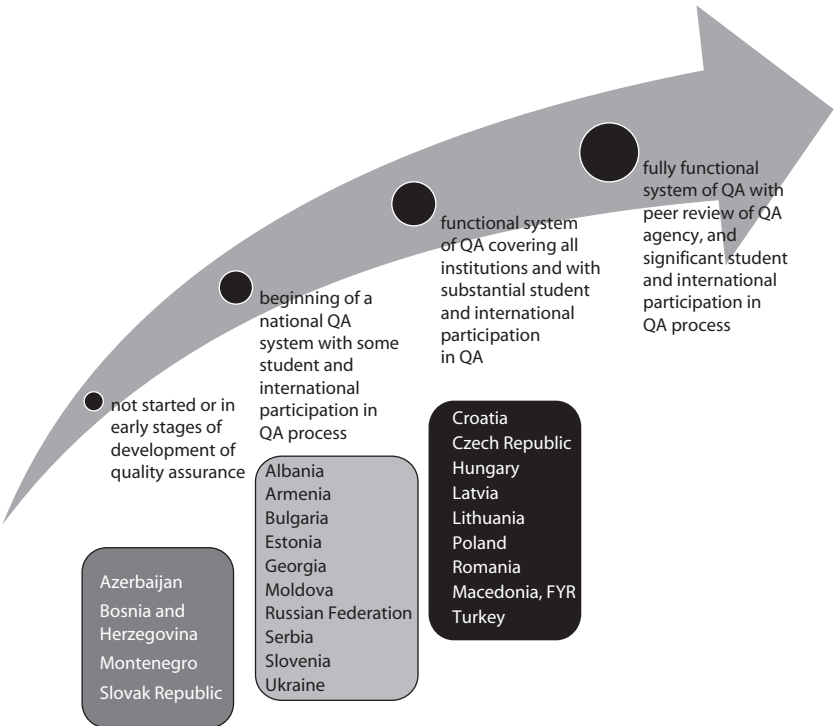 not started or in
early stages of
development of
quality assurance
beginning of a
national QA
system with some
student and
international
participation in
QA process
functional system
of QA covering all
institutions and with
substantial student
and international
participation
in QA
fully functional
system of QA with
peer review of QA
agency, and
significant student
and international
participation in
QA process
Azerbaijan
Bosnia and
Herzegovina
Montenegro
Slovak Republic
Albania
Armenia
Bulgaria
Estonia
Georgia
Moldova
Russian Federation
Serbia
Slovenia
Ukraine
Croatia
Czech Republic
Hungary
Latvia
Lithuania
Poland
Romania
Macedonia, FYR
Turkey